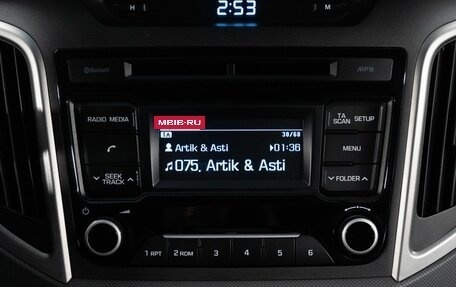 H 2:53 M
Bluetooth
MP3
RADIO MEDIA
MBIE-RU
TA
38/68
TA SCAN SETUP
Artik & Asti 01:36
MENU
075. Artik & Asti
SEEK TRACK
FOLDER
1 RPT 2 RDM 3 4 5 6